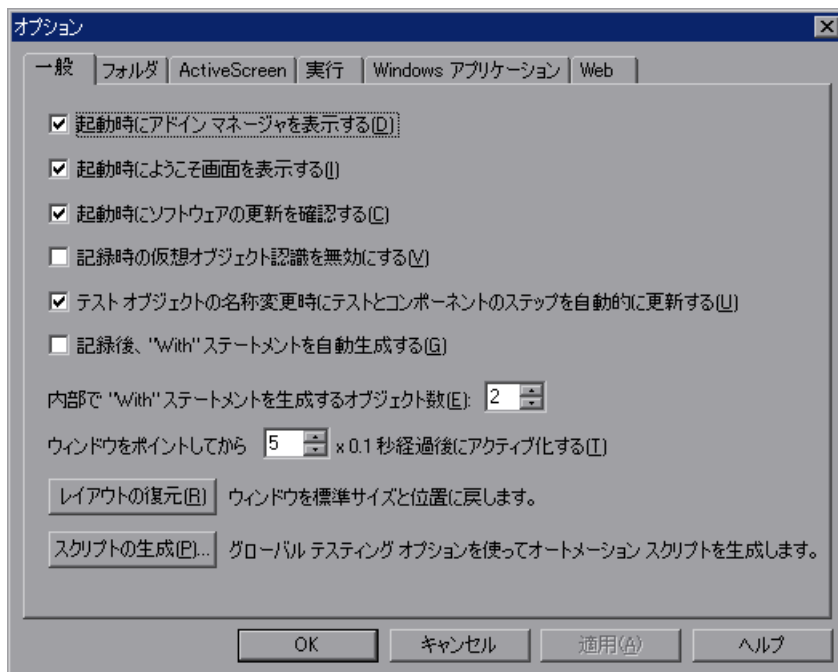 オプション
一般 フォルダ ActiveScreen 実行 Windows アプリケーション Web
起動時にアドイン マネージャを表示する(D)
起動時にようこそ画面を表示する(I)
起動時にソフトウェアの更新を確認する(C)
記録時の仮想オブジェクト認識を無効にする(V)
テスト オブジェクトの名称変更時にテストとコンポーネントのステップを自動的に更新する(U)
記録後、"With" ステートメントを自動生成する(G)
内部で "With" ステートメントを生成するオブジェクト数(E): 2
ウィンドウをポイントしてから 5 x 0.1 秒経過後にアクティブ化する(T)
レイアウトの復元(R) ウィンドウを標準サイズと位置に戻します。
スクリプトの生成(P)... グローバル テスティング オプションを使ってオートメーション スクリプトを生成します。
OK キャンセル 適用(A) ヘルプ